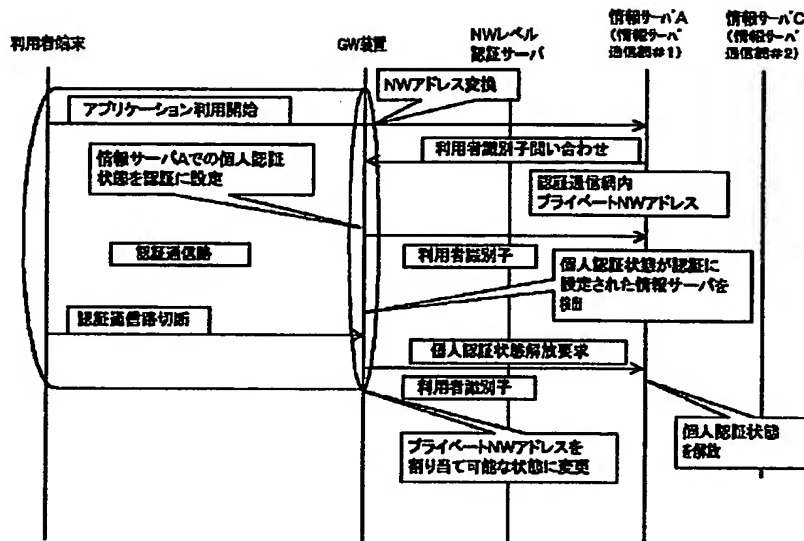 利用者端末
GW装置
NWレベル
認証サーバ
情報サーバA
(情報サーバ
通信網#1)
情報サーバC
(情報サーバ
通信網#2)
NWアドレス変換
アプリケーション利用開始
利用者識別子問い合わせ
情報サーバAでの個人認証
状態を認証に設定
認証通信網内
プライベートNWアドレス
認証通信路
利用者識別子
個人認証状態が認証に
設定された情報サーバを
検出
認証通信路切断
個人認証状態解放要求
利用者識別子
個人認証状態
を解放
プライベートNWアドレスを
割り当て可能な状態に変更